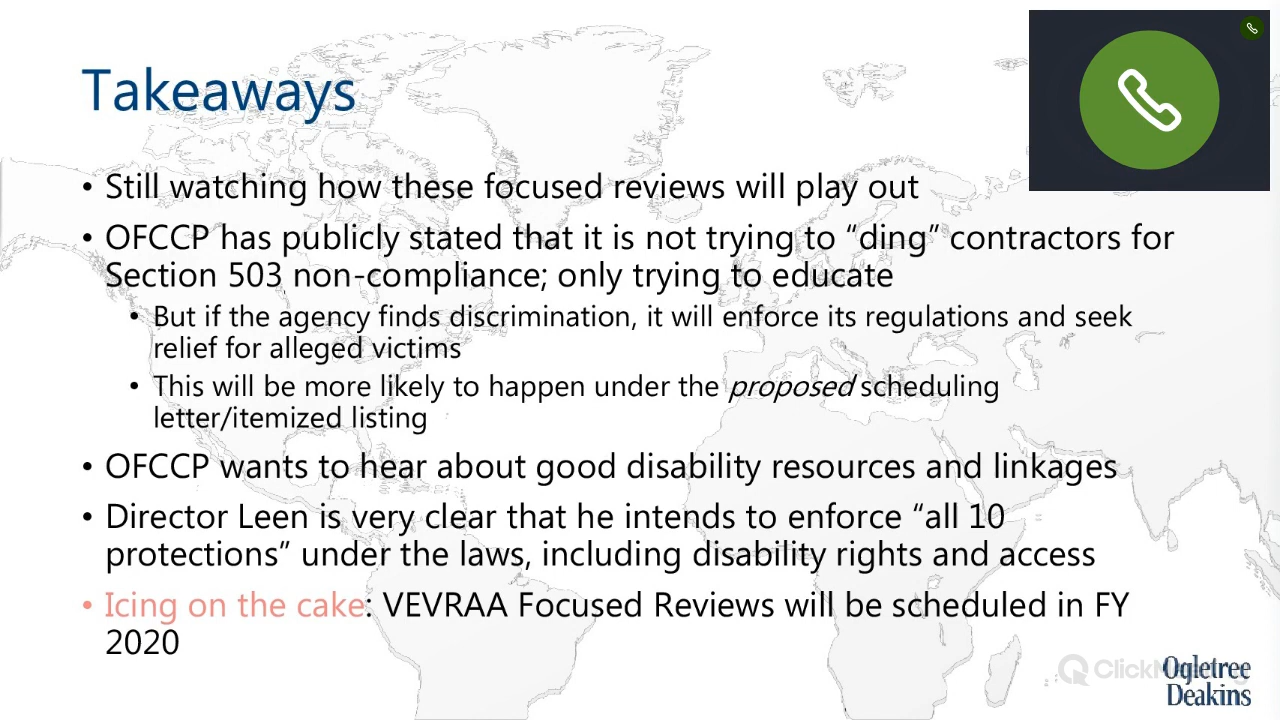 Takeaways
• Still watching how these focused reviews will play out
• OFCCP has publicly stated that it is not trying to “ding” contractors for
Section 503 non-compliance; only trying to educate
• But if the agency finds discrimination, it will enforce its regulations and seek
relief for alleged victims
• This will be more likely to happen under the proposed scheduling
letter/itemized listing
• OFCCP wants to hear about good disability resources and linkages
• Director Leen is very clear that he intends to enforce “all 10
protections” under the laws, including disability rights and access
• Icing on the cake: VEVRAA Focused Reviews will be scheduled in FY
2020
Ogletree
Deakins